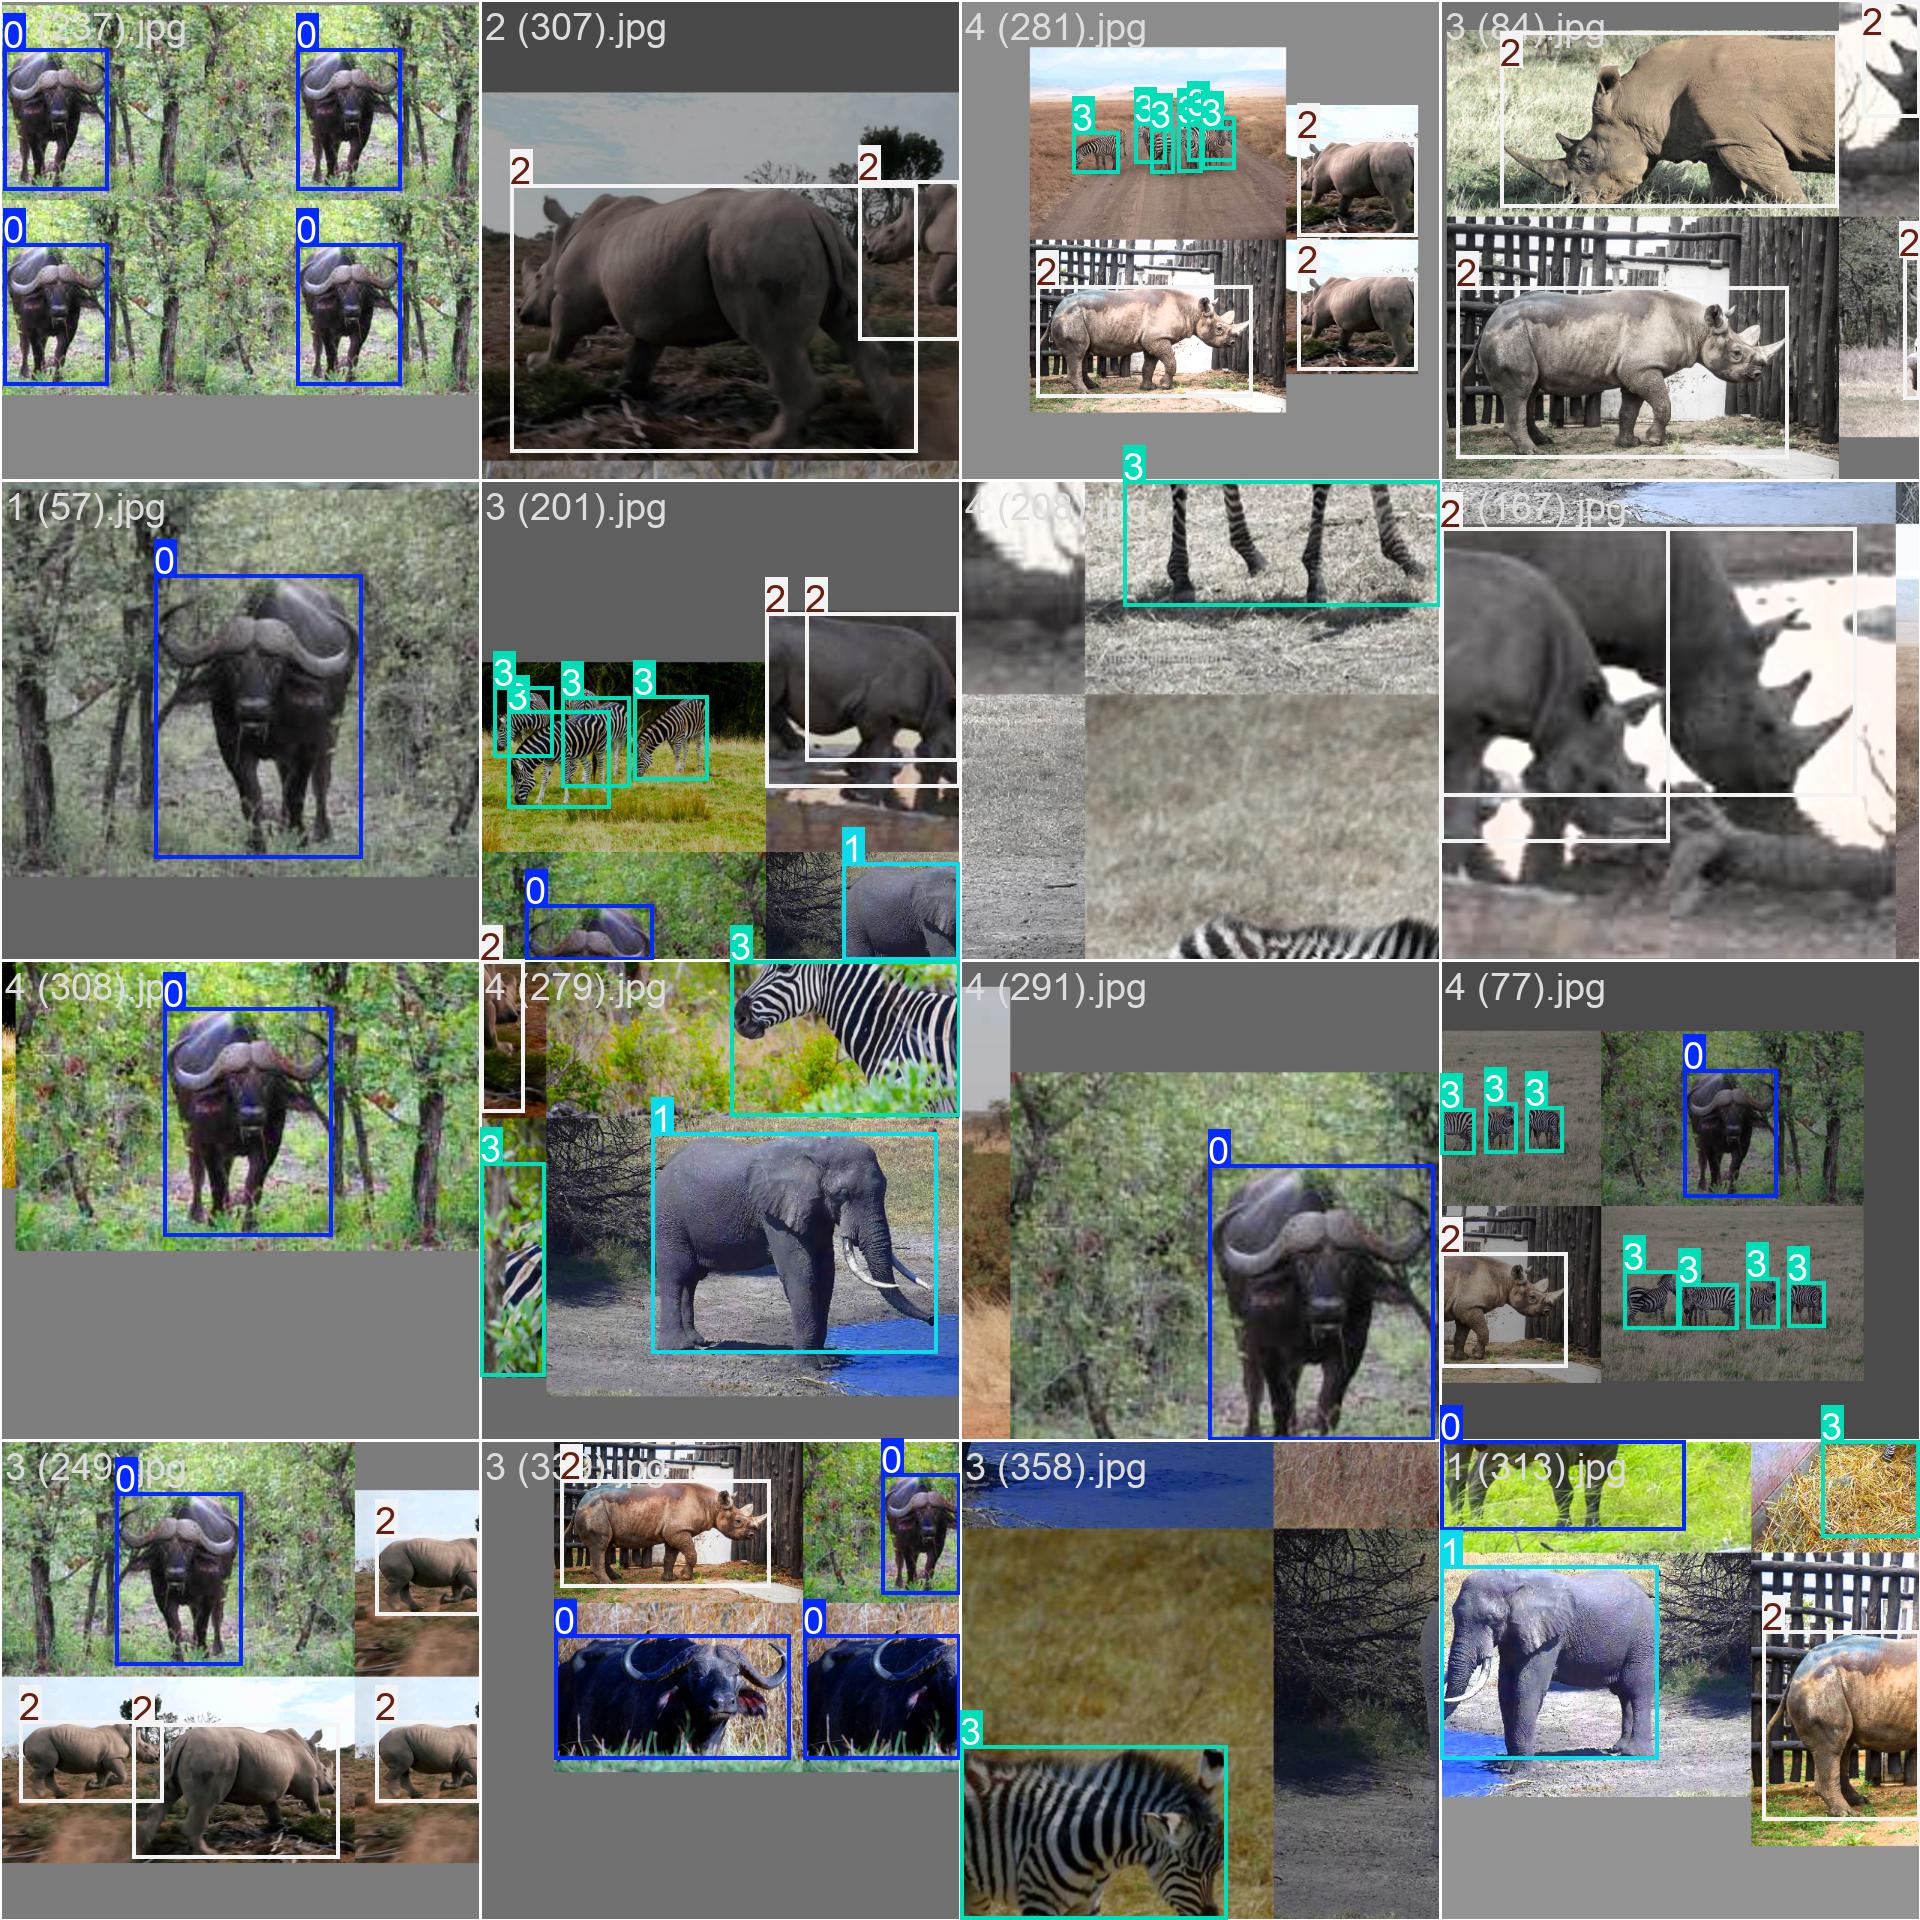 0 (237).jpg 0
0 0
2 (307).jpg
2 2
4 (281).jpg
3 3 3 3 3 3 2
2 2
3 (84).jpg 2
2
2 2
1 (57).jpg
0
3 (201).jpg
2 2
3 3 3 3
1
0
2 3
3
4 (208).jpg
2 (167).jpg
4 (308).jpg 0
4 (279).jpg
1
3
4 (291).jpg
0
4 (77).jpg
0
3 3 3
2
3 3 3 3
3 (249).jpg
0
2
2 2 2
3 (33 ).jpg
2 0
0 0
3 (358).jpg
3
0 3
1 (313).jpg
1
2